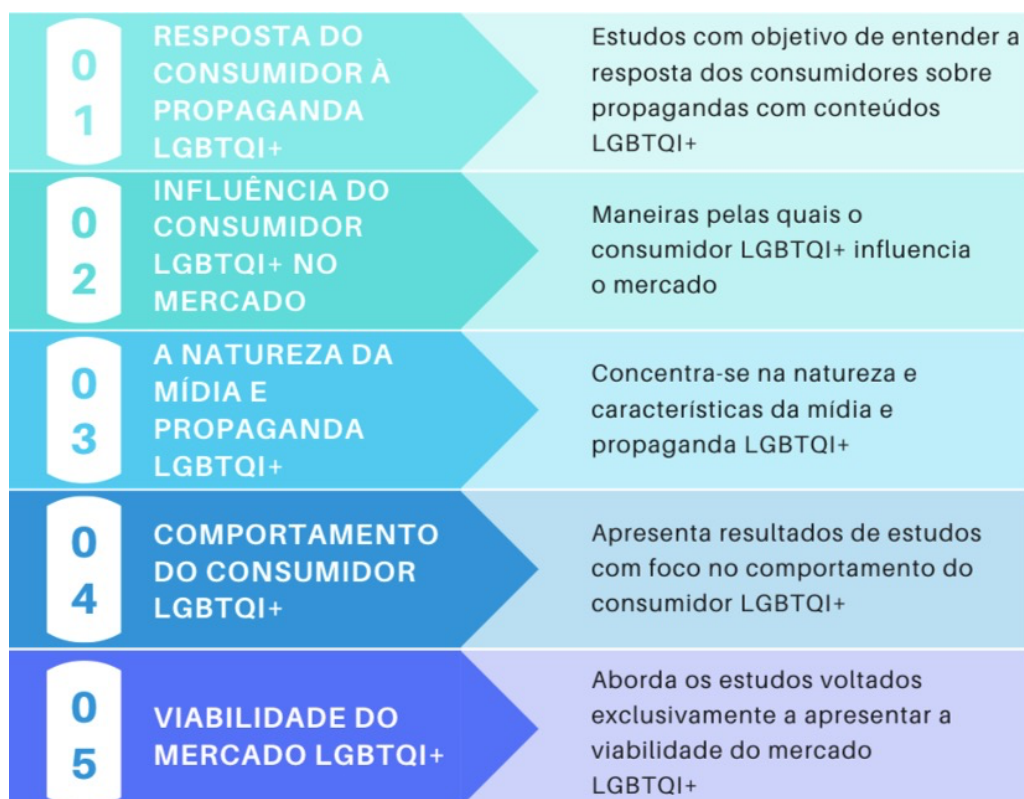 0
1
RESPOSTA DO
CONSUMIDOR À
PROPAGANDA
LGBTQI+
Estudos com objetivo de entender a
resposta dos consumidores sobre
propagandas com conteúdos
LGBTQI+
0
2
INFLUÊNCIA DO
CONSUMIDOR
LGBTQI+ NO
MERCADO
Maneiras pelas quais o
consumidor LGBTQI+ influencia
o mercado
0
3
A NATUREZA DA
MÍDIA E
PROPAGANDA
LGBTQI+
Concentra-se na natureza e
características da mídia e
propaganda LGBTQI+
0
4
COMPORTAMENTO
DO CONSUMIDOR
LGBTQI+
Apresenta resultados de estudos
com foco no comportamento do
consumidor LGBTQI+
0
5
VIABILIDADE DO
MERCADO LGBTQI+
Aborda os estudos voltados
exclusivamente a apresentar a
viabilidade do mercado
LGBTQI+